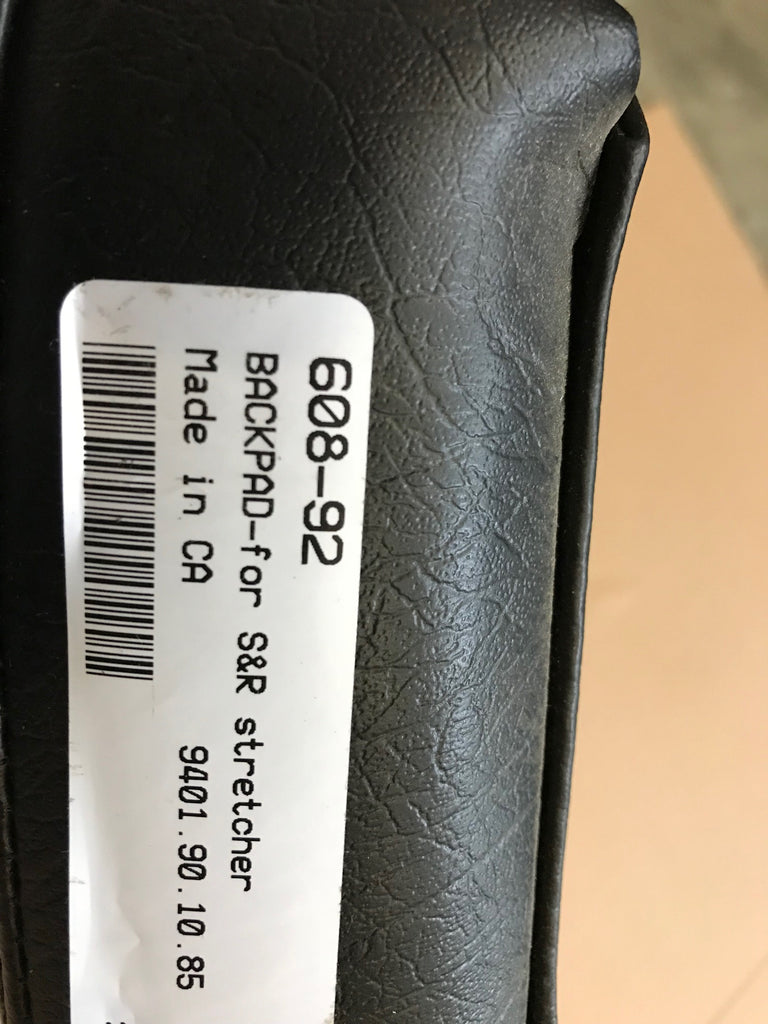 608-92
BACKPAD-for S&R stretcher
Made in CA 9401.90.10.85